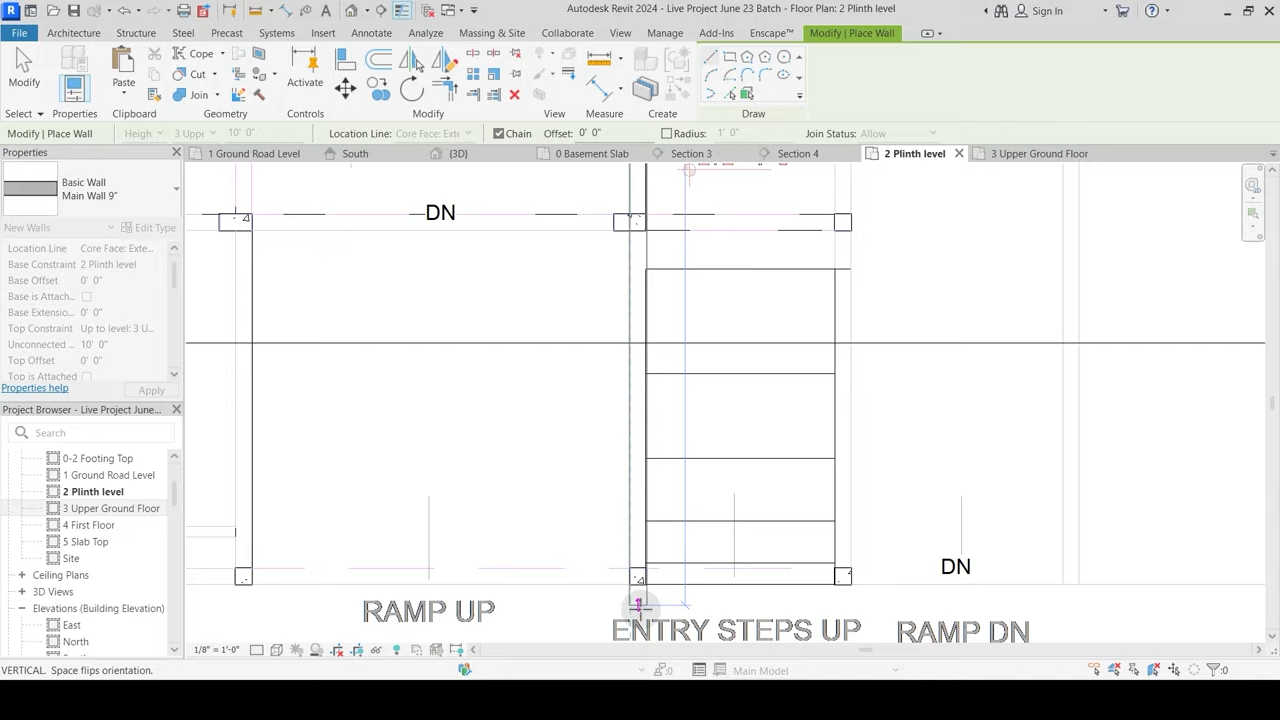 Autodesk Revit 2024 - Live Project June 23 Batch - Floor Plan: 2 Plinth level
Sign In
File Architecture Structure Steel Precast Systems Insert Annotate Analyze Massing & Site Collaborate View Manage Add-Ins Enscape™ Modify | Place Wall
Modify
Properties
Paste
Cope
Cut
Join
Activate
Select Properties Clipboard Geometry Controls Modify View Measure Create Draw
Modify | Place Wall Heigh 3 Uppe 10' 0" Location Line: Core Face: Exte Chain Offset: 0' 0" Radius: 1' 0" Join Status: Allow
Properties
1 Ground Road Level South {3D} 0 Basement Slab Section 3 Section 4 2 Plinth level 3 Upper Ground Floor
Basic Wall
Main Wall 9"
New Walls Edit Type
Location Line Core Face: Exte...
Base Constraint 2 Plinth level
Base Offset 0' 0"
Base is Attach...
Base Extensio... 0' 0"
Top Constraint Up to level: 3 U...
Unconnected ... 10' 0"
Top Offset 0' 0"
Top is Attached
Properties help Apply
Project Browser - Live Project June...
Search
0-2 Footing Top
1 Ground Road Level
2 Plinth level
3 Upper Ground Floor
4 First Floor
5 Slab Top
Site
Ceiling Plans
3D Views
Elevations (Building Elevation)
East
North
DN
DN
RAMP UP
ENTRY STEPS UP
RAMP DN
1/8" = 1'-0"
VERTICAL. Space flips orientation.
:0
Main Model
:0